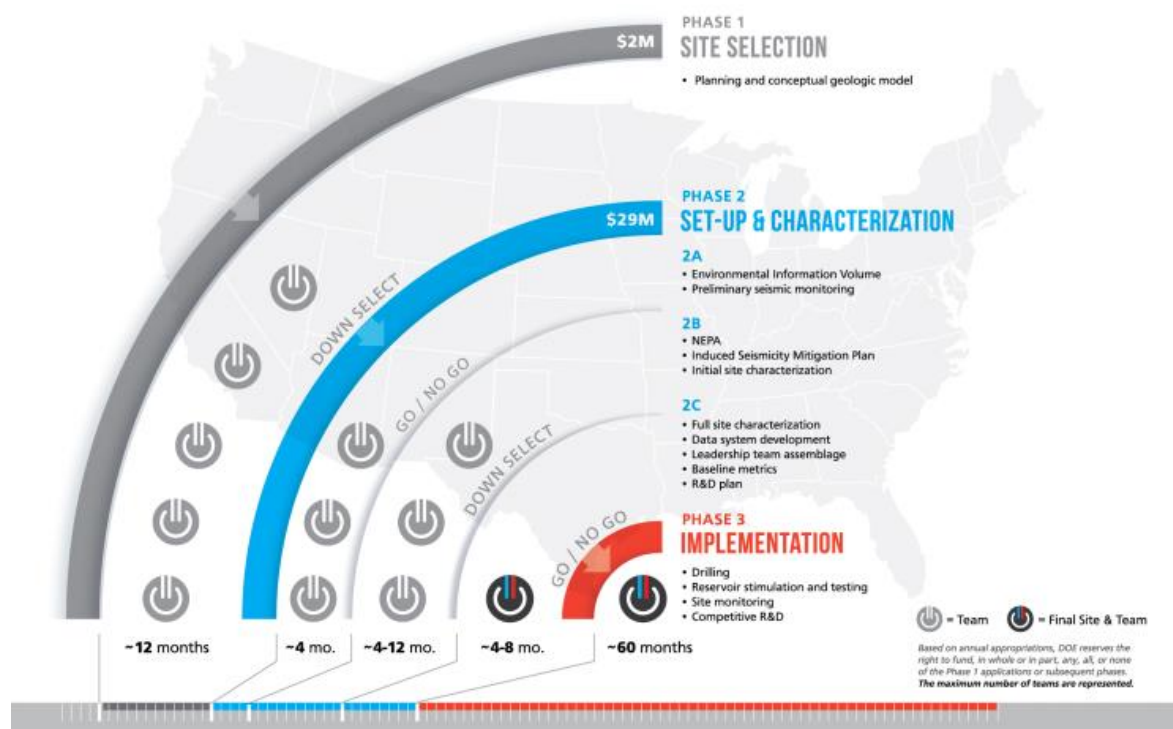 PHASE 1
$2M
SITE SELECTION
• Planning and conceptual geologic model
PHASE 2
$29M
SET-UP & CHARACTERIZATION
2A
• Environmental Information Volume
• Preliminary seismic monitoring
DOWN SELECT
2B
• NEPA
• Induced Seismicity Mitigation Plan
• Initial site characterization
GO / NO GO
2C
• Full site characterization
• Data system development
• Leadership team assemblage
• Baseline metrics
• R&D plan
DOWN SELECT
PHASE 3
IMPLEMENTATION
GO / NO GO
• Drilling
• Reservoir stimulation and testing
• Site monitoring
• Competitive R&D
= Team
= Final Site & Team
~12 months
~4 mo.
~4-12 mo.
~4-8 mo.
~60 months
Based on annual appropriations, DOE reserves the
right to fund, in whole or in part, any, all, or none
of the Phase 1 applications or subsequent phases.
The maximum number of teams are represented.